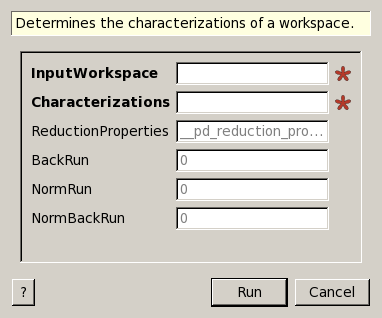 Determines the characterizations of a workspace.
InputWorkspace
Characterizations
ReductionProperties __pd_reduction_pro...
BackRun 0
NormRun 0
NormBackRun 0
? Run Cancel